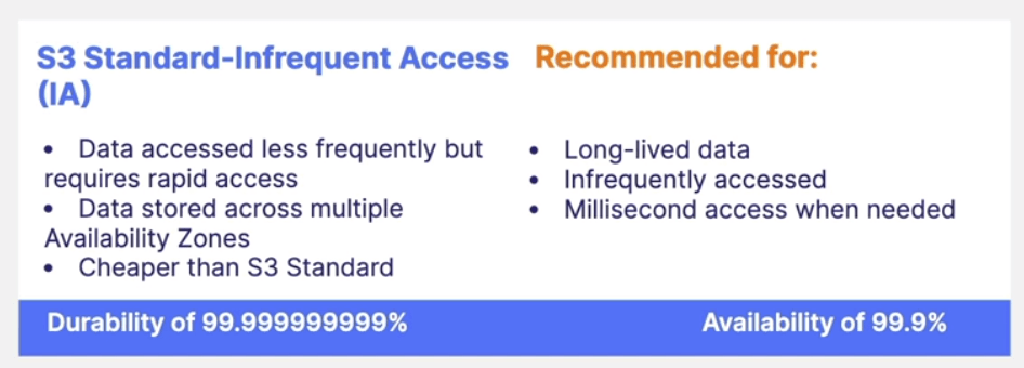 S3 Standard-Infrequent Access
(IA)
• Data accessed less frequently but
requires rapid access
• Data stored across multiple
Availability Zones
• Cheaper than S3 Standard
Recommended for:
• Long-lived data
• Infrequently accessed
• Millisecond access when needed
Durability of 99.999999999%
Availability of 99.9%